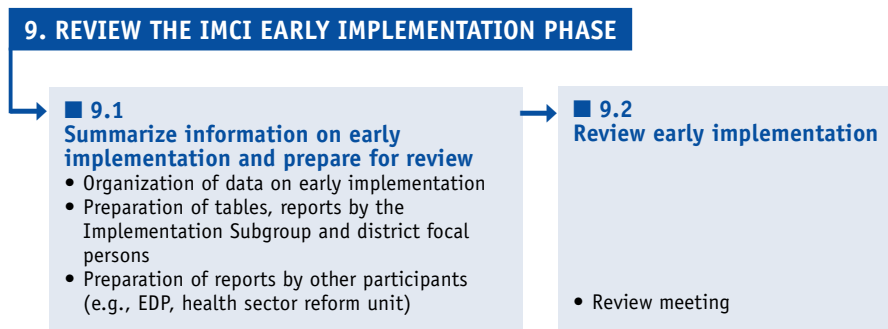 9. REVIEW THE IMCI EARLY IMPLEMENTATION PHASE
■ 9.1
Summarize information on early
implementation and prepare for review
• Organization of data on early implementation
• Preparation of tables, reports by the
Implementation Subgroup and district focal
persons
• Preparation of reports by other participants
(e.g., EDP, health sector reform unit)
■ 9.2
Review early implementation
• Review meeting